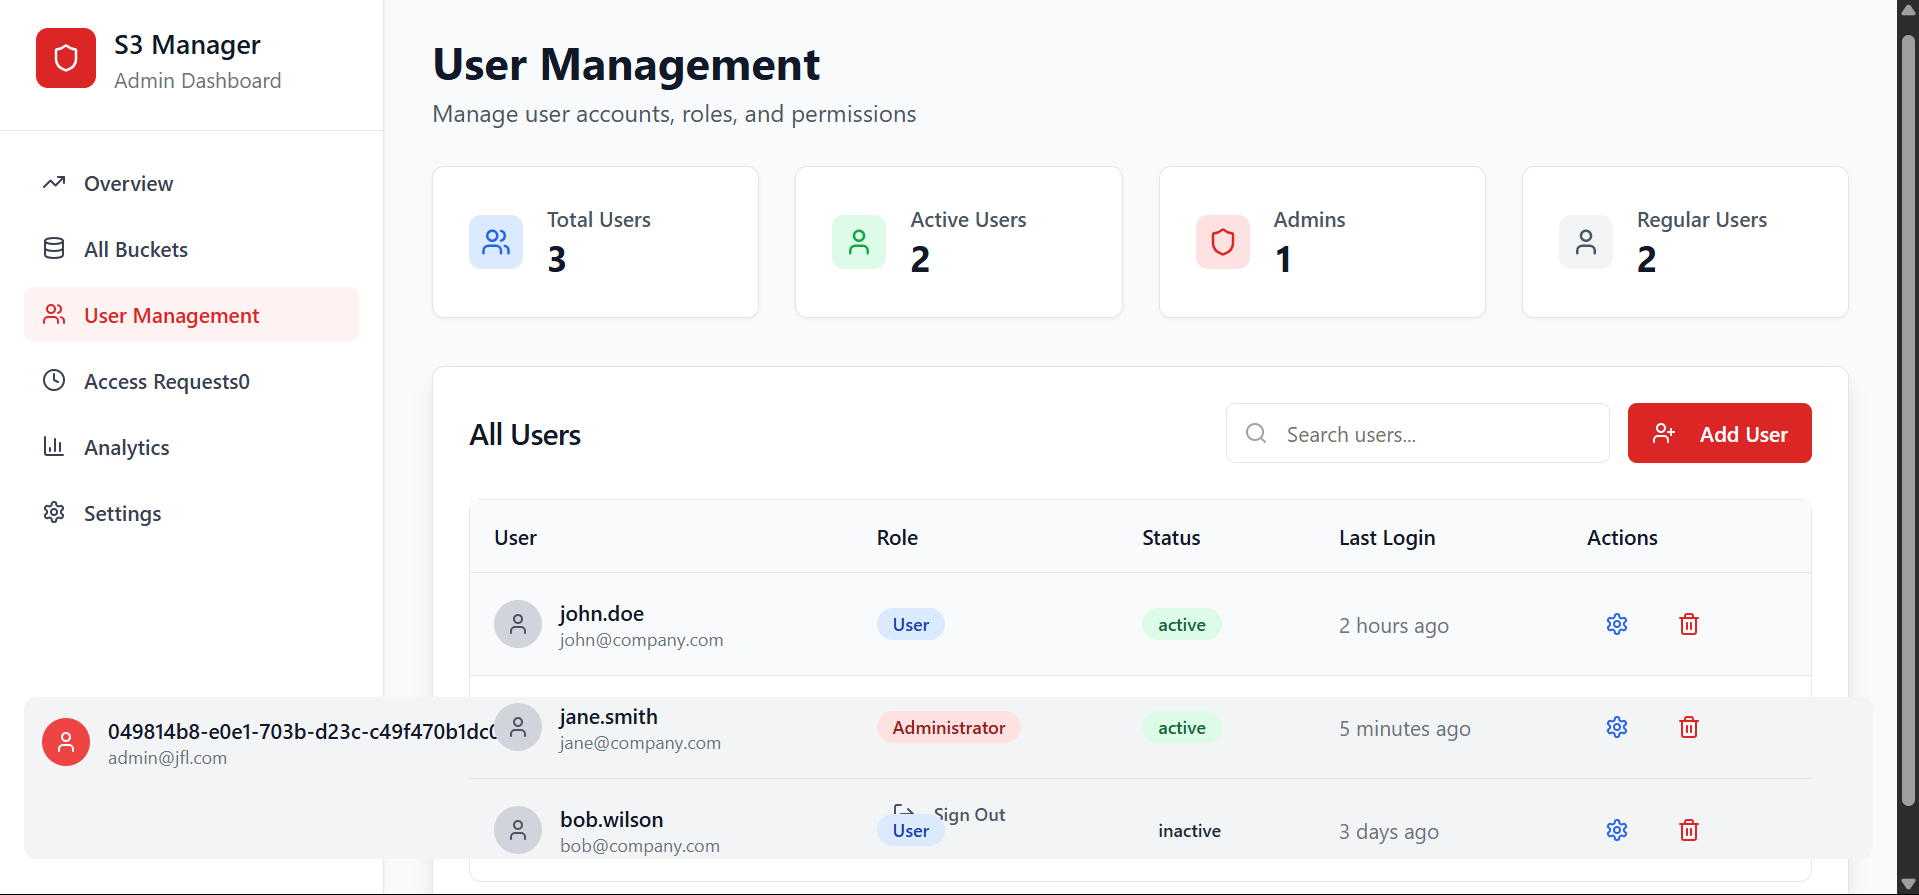 S3 Manager
Admin Dashboard
Overview
All Buckets
User Management
Access Requests0
Analytics
Settings
049814b8-e0e1-703b-d23c-c49f470b1dc
admin@jfl.com
User Management
Manage user accounts, roles, and permissions
Total Users
3
Active Users
2
Admins
1
Regular Users
2
All Users
Search users...
Add User
User Role Status Last Login Actions
john.doe
john@company.com
User active 2 hours ago
jane.smith
jane@company.com
Administrator active 5 minutes ago
Sign Out
bob.wilson
bob@company.com
User inactive 3 days ago